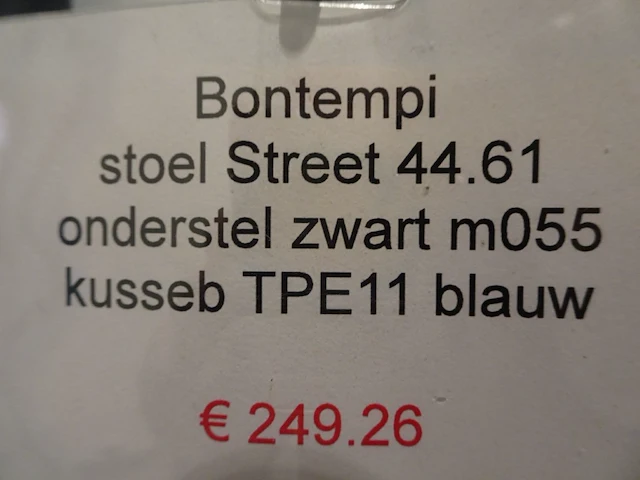 Bontempi
stoel Street 44.61
onderstel zwart m055
kusseb TPE11 blauw
€ 249.26